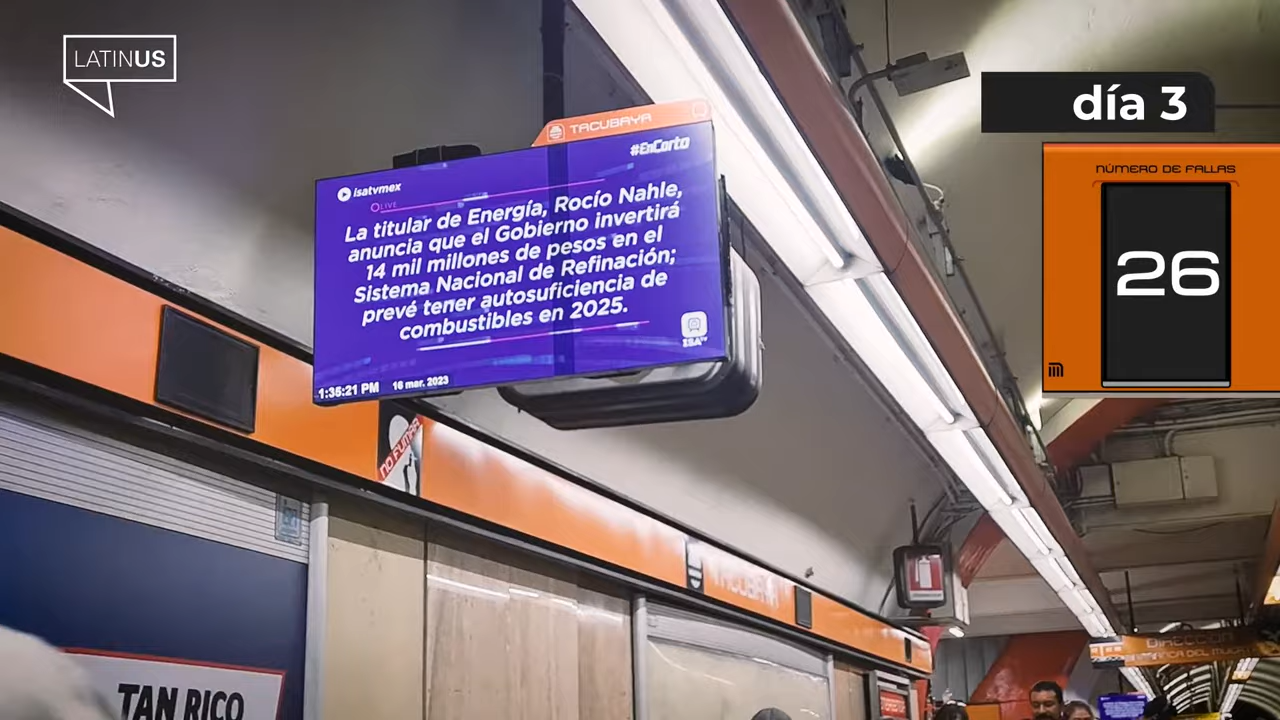 LATINUS
día 3
NÚMERO DE FALLAS
26
TACUBAYA
#EnCorto
isatvmex
LIVE
La titular de Energía, Rocío Nahle,
anuncia que el Gobierno invertirá
14 mil millones de pesos en el
Sistema Nacional de Refinación;
prevé tener autosuficiencia de
combustibles en 2025.
ISATV
1:35:21 PM 16 mar. 2023
NO FUMAR
TACUBAYA
DIRECCIÓN
TAN RICO